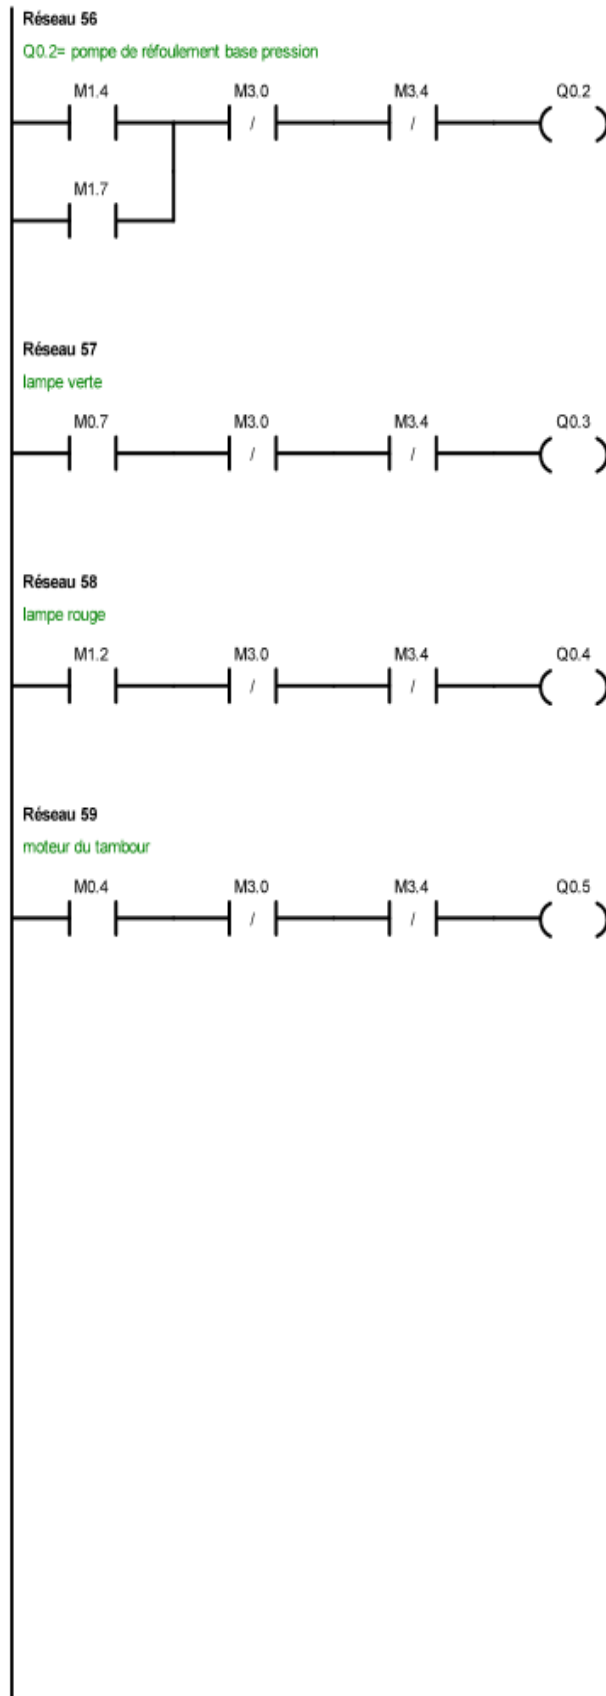 Réseau 56
Q0.2= pompe de réfoulement base pression
M1.4 M3.0 M3.4 Q0.2
/ /
M1.7
Réseau 57
lampe verte
M0.7 M3.0 M3.4 Q0.3
/ /
Réseau 58
lampe rouge
M1.2 M3.0 M3.4 Q0.4
/ /
Réseau 59
moteur du tambour
M0.4 M3.0 M3.4 Q0.5
/ /